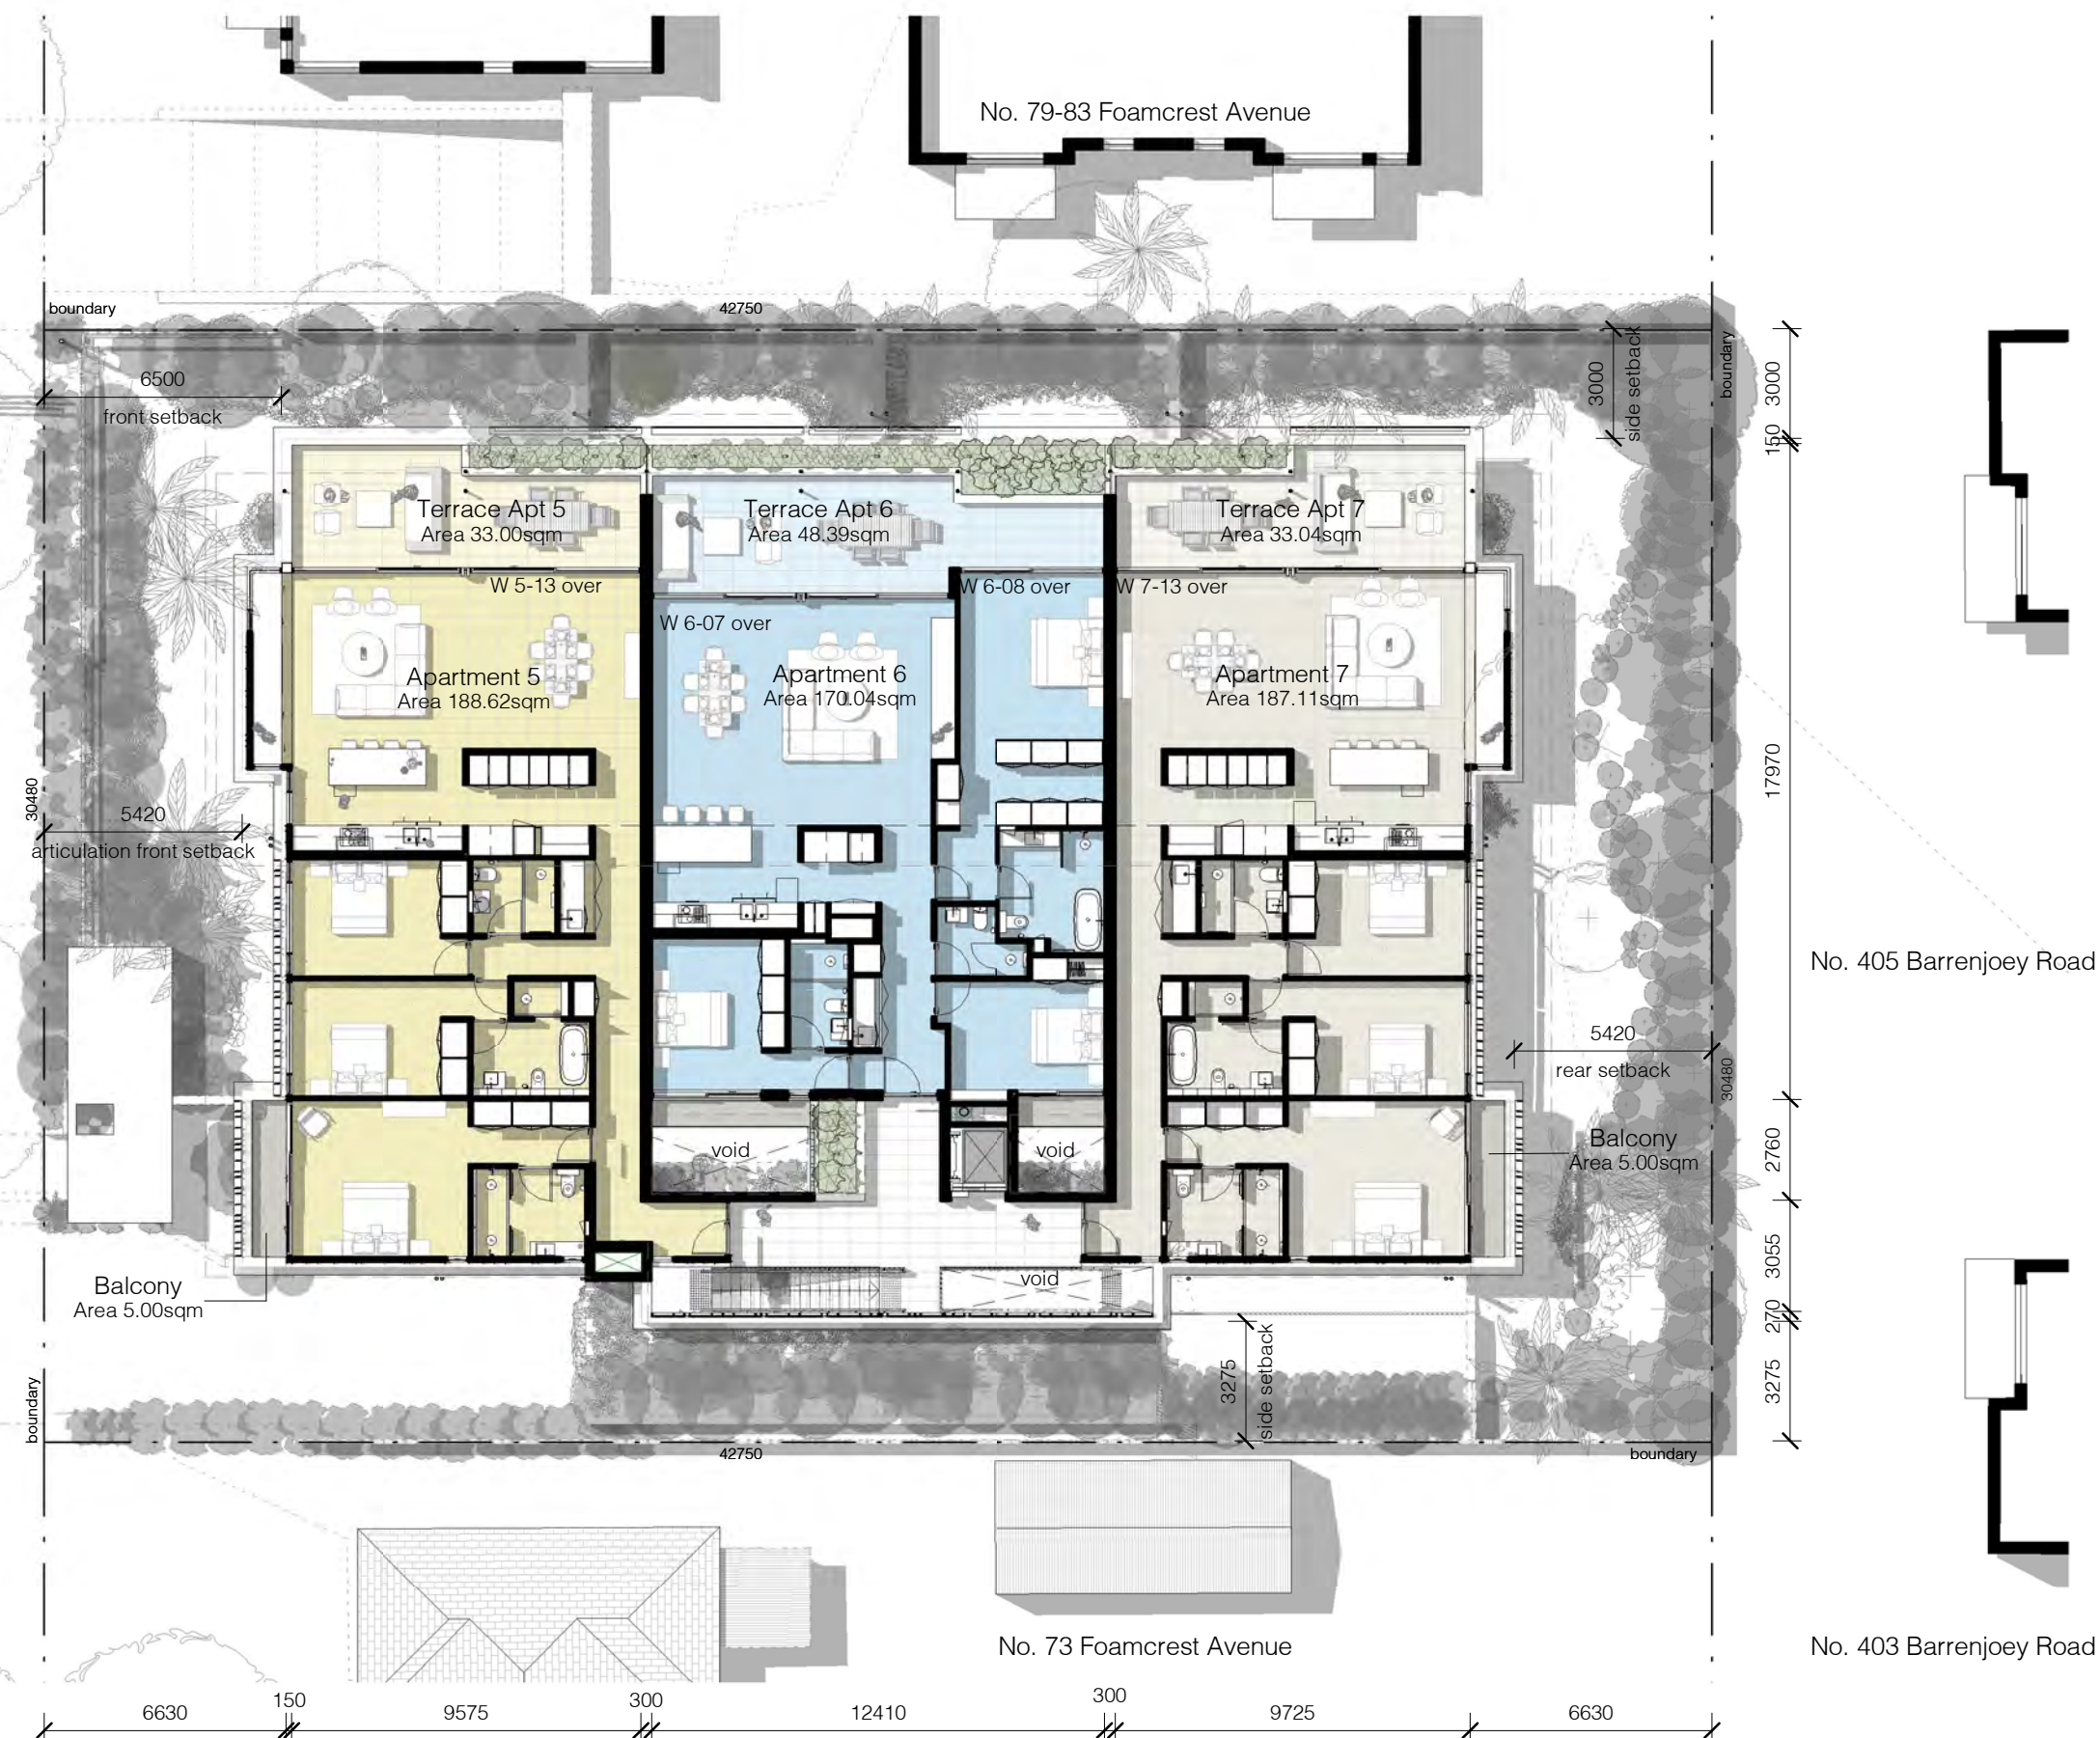 No. 79-83 Foamcrest Avenue
boundary
42750
boundary
6500
front setback
3000
side setback
3000
150
Terrace Apt 5
Area 33.00sqm
Terrace Apt 6
Area 48.39sqm
Terrace Apt 7
Area 33.04sqm
W 5-13 over
W 6-08 over
W 7-13 over
W 6-07 over
Apartment 5
Area 188.62sqm
Apartment 6
Area 170.04sqm
Apartment 7
Area 187.11sqm
30480
5420
articulation front setback
17970
No. 405 Barrenjoey Road
5420
rear setback
30480
void
void
Balcony
Area 5.00sqm
2760
3055
Balcony
Area 5.00sqm
void
270
3275
side setback
3275
boundary
42750
boundary
No. 73 Foamcrest Avenue
No. 403 Barrenjoey Road
6630
150
9575
300
12410
300
9725
6630